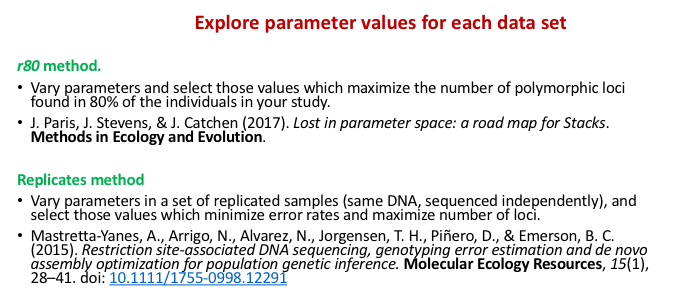 Explore parameter values for each data set
r80 method.
• Vary parameters and select those values which maximize the number of polymorphic loci
found in 80% of the individuals in your study.
• J. Paris, J. Stevens, & J. Catchen (2017). Lost in parameter space: a road map for Stacks.
Methods in Ecology and Evolution.
Replicates method
• Vary parameters in a set of replicated samples (same DNA, sequenced independently), and
select those values which minimize error rates and maximize number of loci.
• Mastretta-Yanes, A., Arrigo, N., Alvarez, N., Jorgensen, T. H., Piñero, D., & Emerson, B. C.
(2015). Restriction site-associated DNA sequencing, genotyping error estimation and de novo
assembly optimization for population genetic inference. Molecular Ecology Resources, 15(1),
28–41. doi: 10.1111/1755-0998.12291